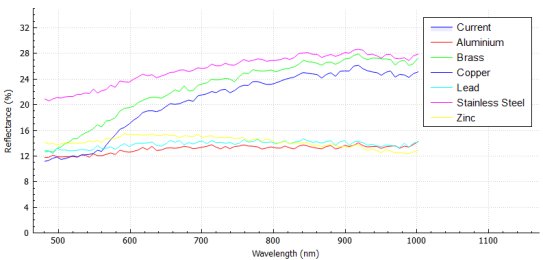 Reflectance (%)
32
28
24
20
16
12
8
4
0
500
600
700
800
900
1000
1100
Wavelength (nm)
Current
Aluminium
Brass
Copper
Lead
Stainless Steel
Zinc